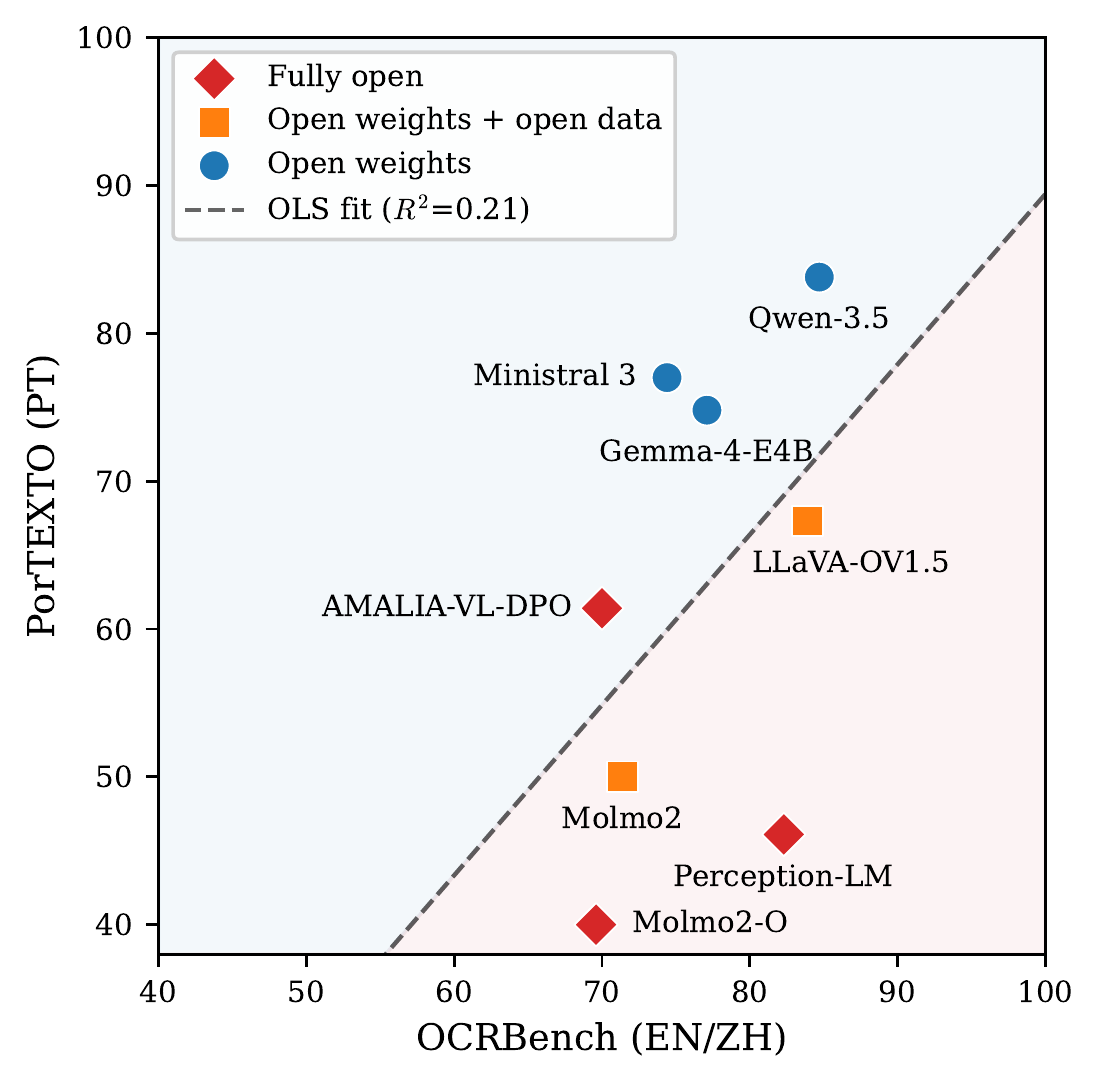 100
90
80
70
60
50
40
PorTEXTO (PT)
Fully open
Open weights + open data
Open weights
OLS fit (R²=0.21)
Qwen-3.5
Ministral 3
Gemma-4-E4B
LLaVA-OV1.5
AMALIA-VL-DPO
Molmo2
Perception-LM
Molmo2-O
40 50 60 70 80 90 100
OCRBench (EN/ZH)